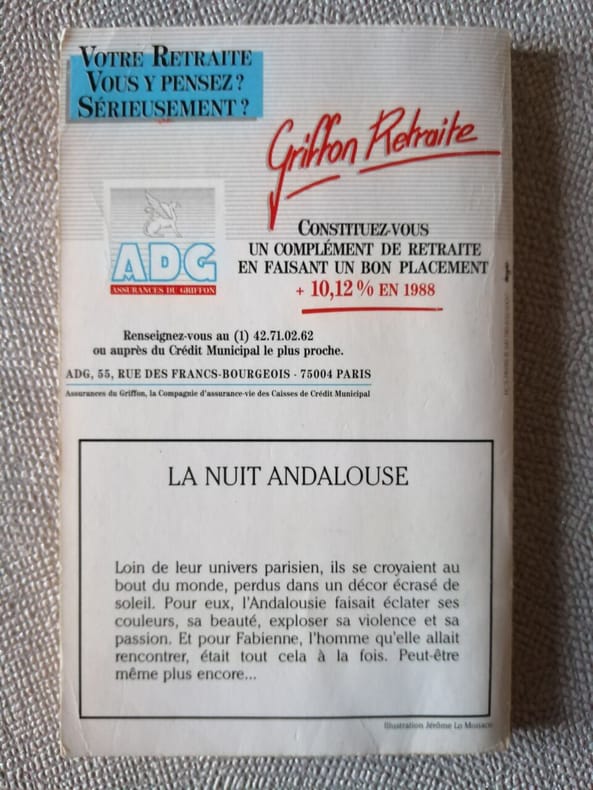 VOTRE RETRAITE
VOUS Y PENSEZ ?
SÉRIEUSEMENT ?
Griffon Retraite
ADG
ASSURANCES DU GRIFFON
CONSTITUEZ-VOUS
UN COMPLÉMENT DE RETRAITE
EN FAISANT UN BON PLACEMENT
+ 10,12 % EN 1988
Renseignez-vous au (1) 42.71.02.62
ou auprès du Crédit Municipal le plus proche.
ADG, 55, RUE DES FRANCS-BOURGEOIS - 75004 PARIS
Assurances du Griffon, la Compagnie d'assurance-vie des Caisses de Crédit Municipal
LA NUIT ANDALOUSE
Loin de leur univers parisien, ils se croyaient au
bout du monde, perdus dans un décor écrasé de
soleil. Pour eux, l'Andalousie faisait éclater ses
couleurs, sa beauté, exploser sa violence et sa
passion. Et pour Fabienne, l'homme qu'elle allait
rencontrer, était tout cela à la fois. Peut-être
même plus encore...
Illustration Jérôme Lo Monaco